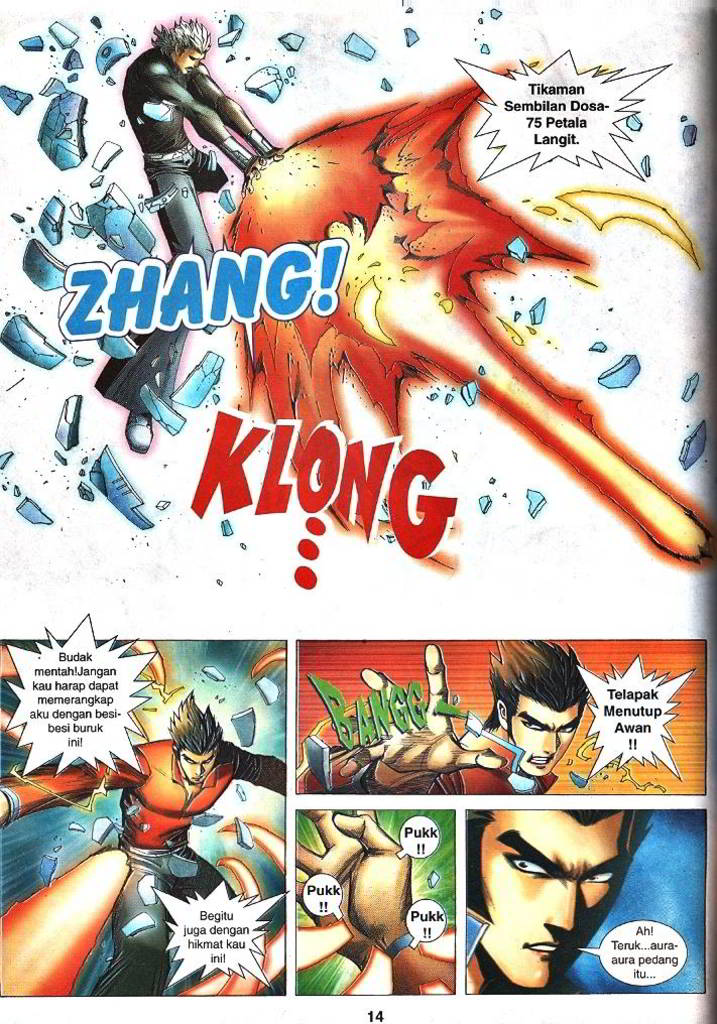 Tikaman
Sembilan Dosa-
75 Petala
Langit.
ZHANG!
KLONG
Budak
mentah!Jangan
kau harap dapat
memerangkap
aku dengan besi-
besi buruk
ini!
Begitu
juga dengan
hikmat kau
ini!
BANGG
Telapak
Menutup
Awan
!!
Pukk
!!
Pukk
!!
Pukk
!!
Ah!
Teruk...aura-
aura pedang
itu...
14